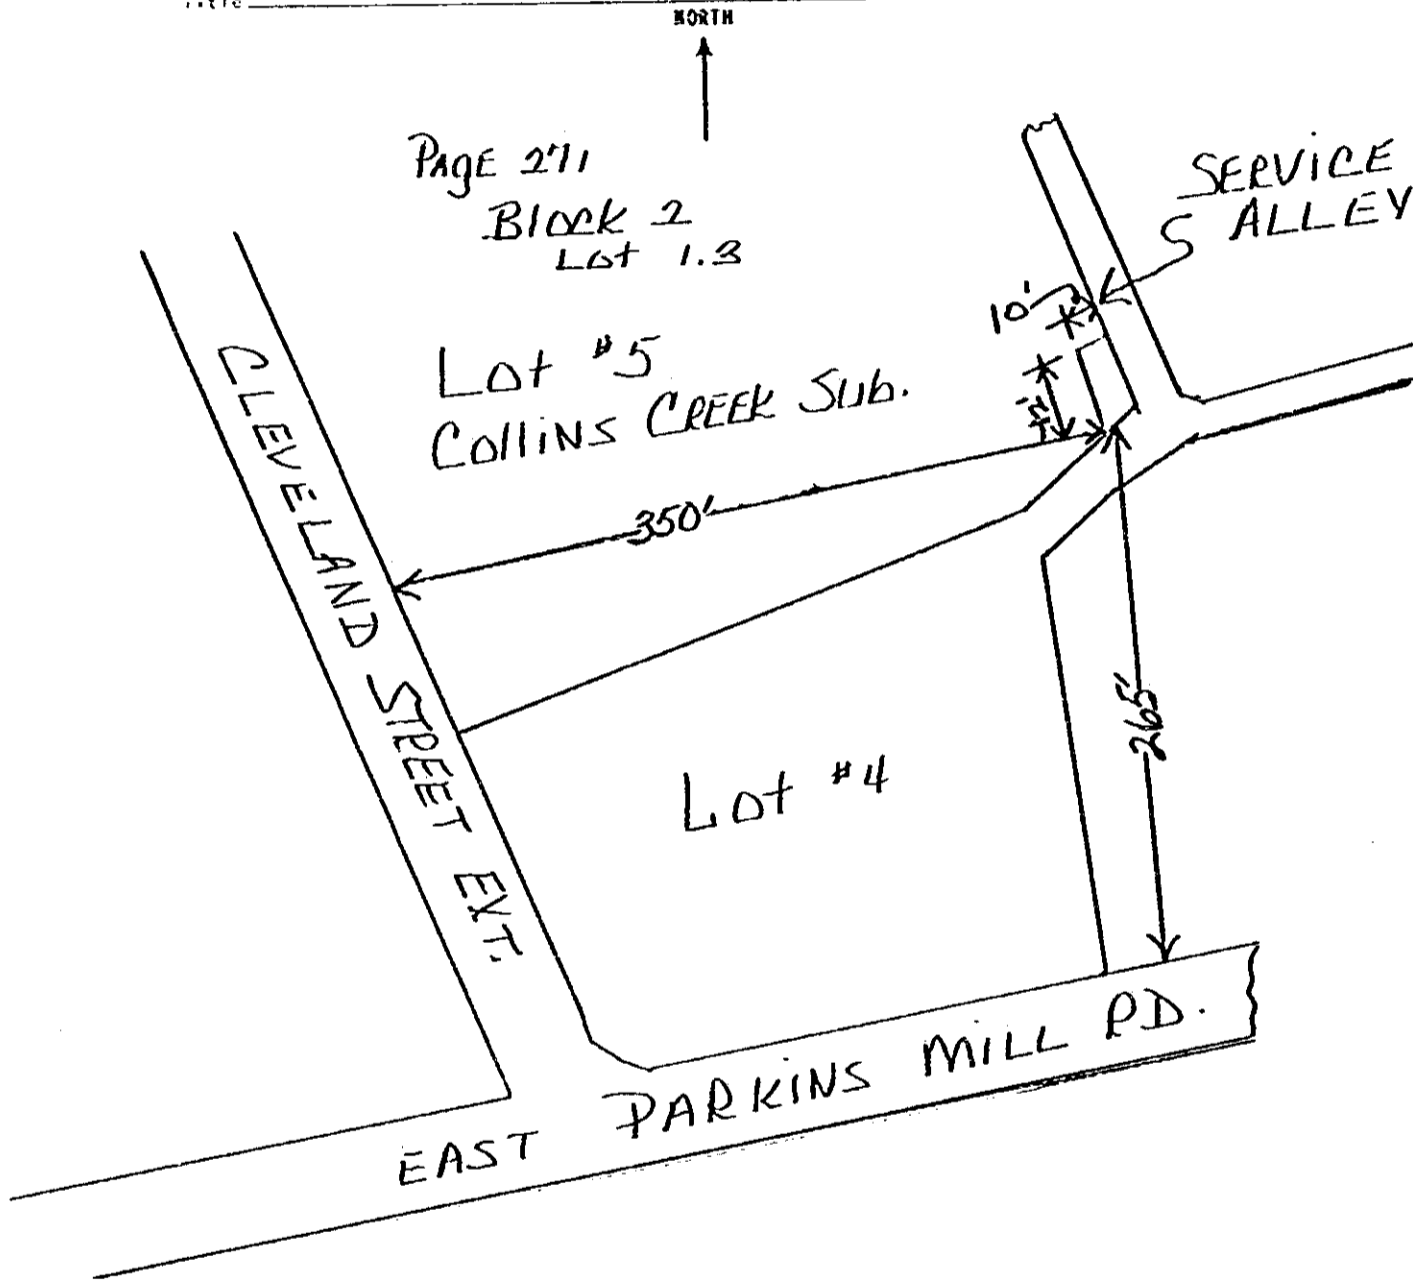 Title
NORTH
PAgE 271
Block 2
Lot 1.3
SERVICE
ALLEY
10'
Lot #5
Collins CREEK Sub.
350'
CLEVELAND STREET EXT.
265'
Lot #4
EAST PARKINS MILL RD.